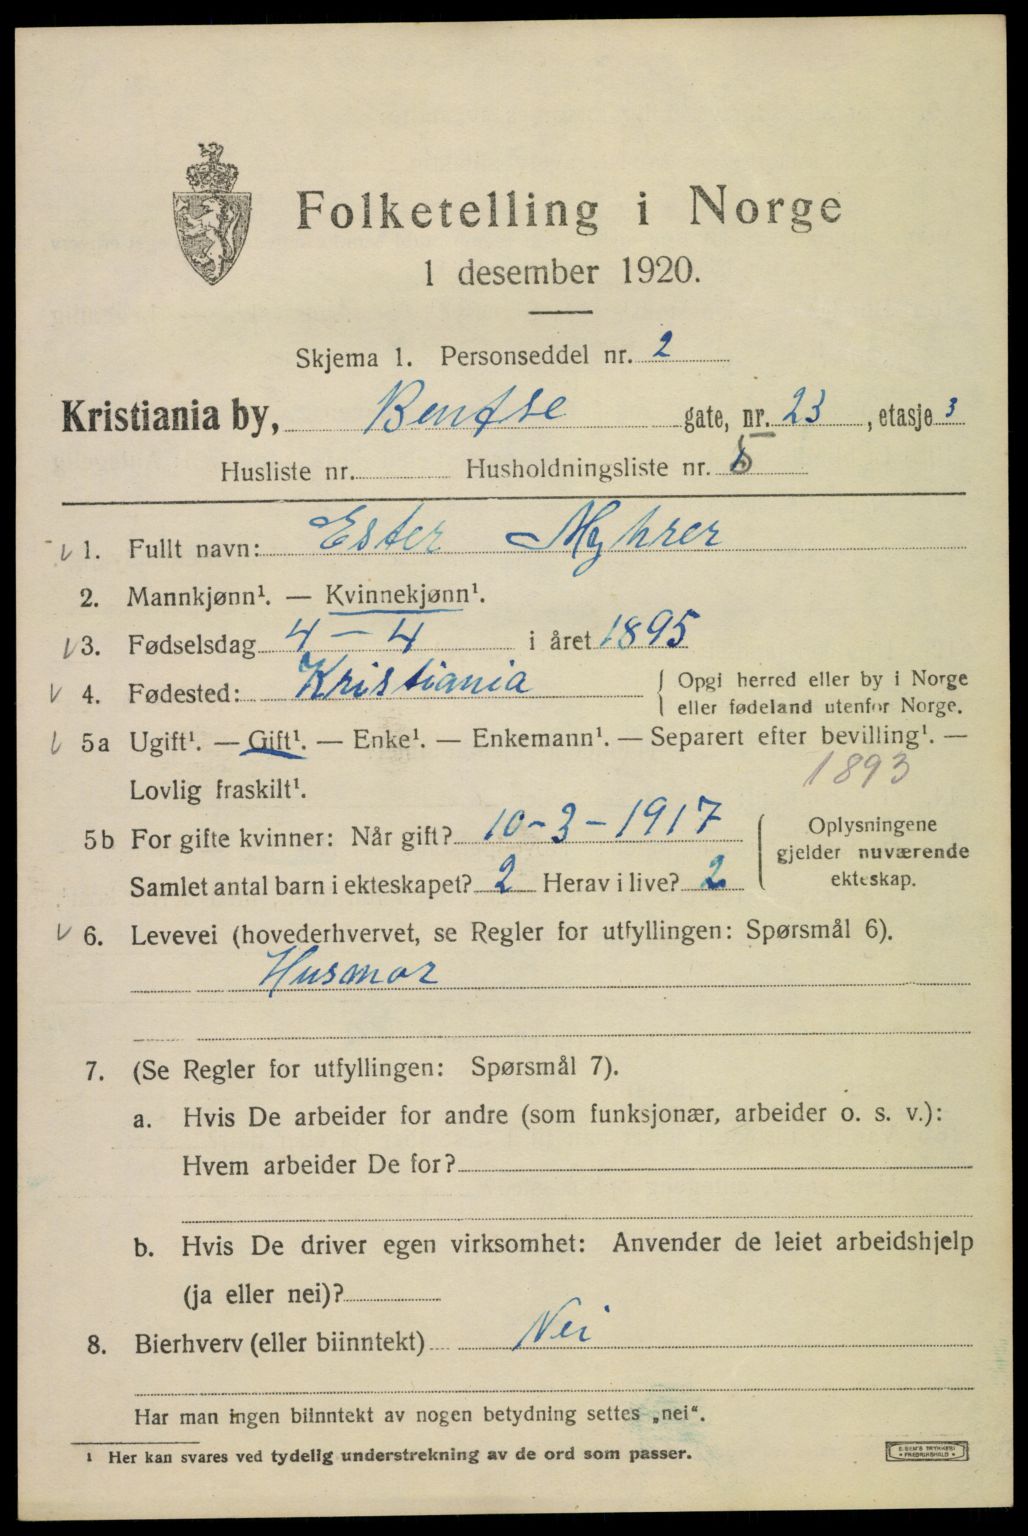 Folketelling i Norge
1 desember 1920.
Skjema 1. Personseddel nr. 2
Kristiania by, Bentse gate, nr. 23, etasje 3
Husliste nr. Husholdningsliste nr.
1. Fullt navn: Ester Myhrer
2. Mannkjønn¹. — Kvinnekjønn¹.
3. Fødselsdag 4 — 4 i året 1895
4. Fødested: Kristiania { Opgi herred eller by i Norge
eller fødeland utenfor Norge.
5a Ugift¹. — Gift¹. — Enke¹. — Enkemann¹. — Separert efter bevilling¹. —
1893
Lovlig fraskilt¹.
5b For gifte kvinner: Når gift? 10-3-1917 { Oplysningene
gjelder nuværende
Samlet antal barn i ekteskapet? 2 Herav i live? 2 ekteskap.
6. Levevei (hovederhvervet, se Regler for utfyllingen: Spørsmål 6).
Husmor
7. (Se Regler for utfyllingen: Spørsmål 7).
a. Hvis De arbeider for andre (som funksjonær, arbeider o. s. v.):
Hvem arbeider De for?
b. Hvis De driver egen virksomhet: Anvender de leiet arbeidshjelp
(ja eller nei)?
8. Bierhverv (eller biinntekt) Nei
Har man ingen biinntekt av nogen betydning settes „nei“.
¹ Her kan svares ved tydelig understrekning av de ord som passer.